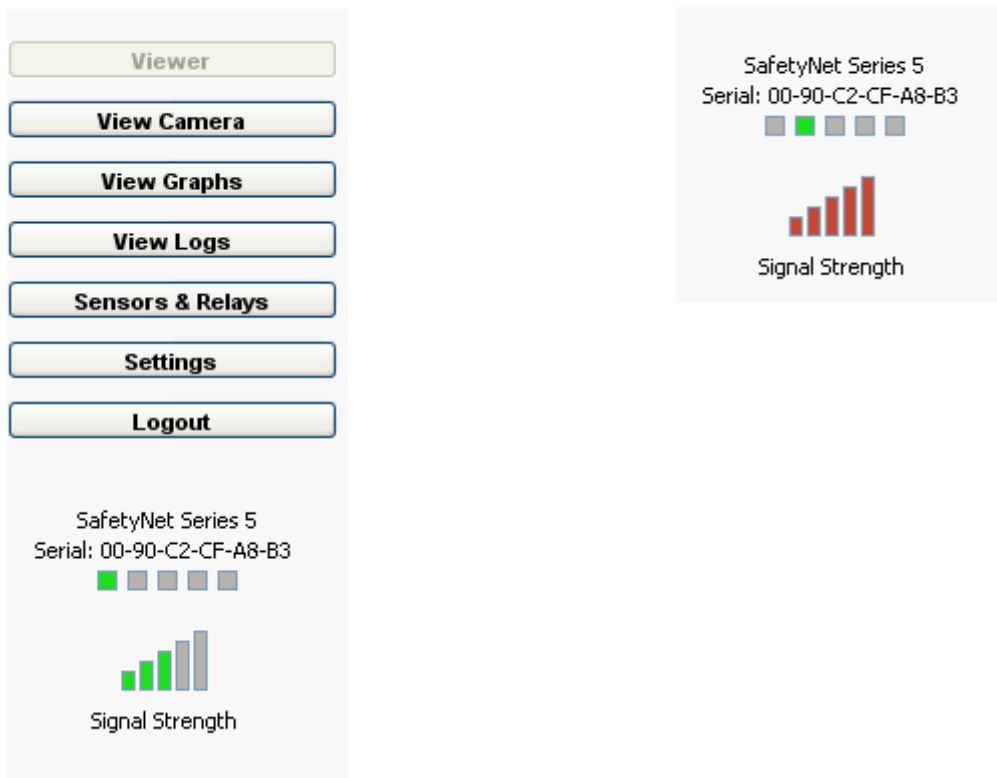 Viewer
View Camera
View Graphs
View Logs
Sensors & Relays
Settings
Logout
SafetyNet Series 5
Serial: 00-90-C2-CF-A8-B3
Signal Strength
SafetyNet Series 5
Serial: 00-90-C2-CF-A8-B3
Signal Strength